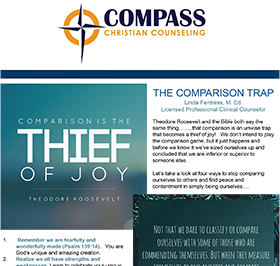 COMPASS
CHRISTIAN COUNSELING
COMPARISON IS THE
THIEF
OF JOY
THEODORE ROOSEVELT
THE COMPARISON TRAP
Linda Fentress, M. Ed.
Licensed Professional Clinical Counselor
Theodore Roosevelt and the Bible both say the
same thing.........that comparison is an unwise trap
that becomes a thief of joy! We don't intend to play
the comparison game, but it just happens and
before we know it we've sized ourselves up and
concluded that we are inferior or superior to
someone else.
Let's take a look at four ways to stop comparing
ourselves to others and find peace and
contentment in simply being ourselves....
1. Remember we are fearfully and
wonderfully made (Psalm 139:14). You are
God's unique and amazing creation.
2. Realize we all have strengths and
NOT THAT WE DARE TO CLASSIFY OR COMPARE
OURSELVES WITH SOME OF THOSE WHO ARE
COMMENDING THEMSELVES. BUT WHEN THEY MEASURE